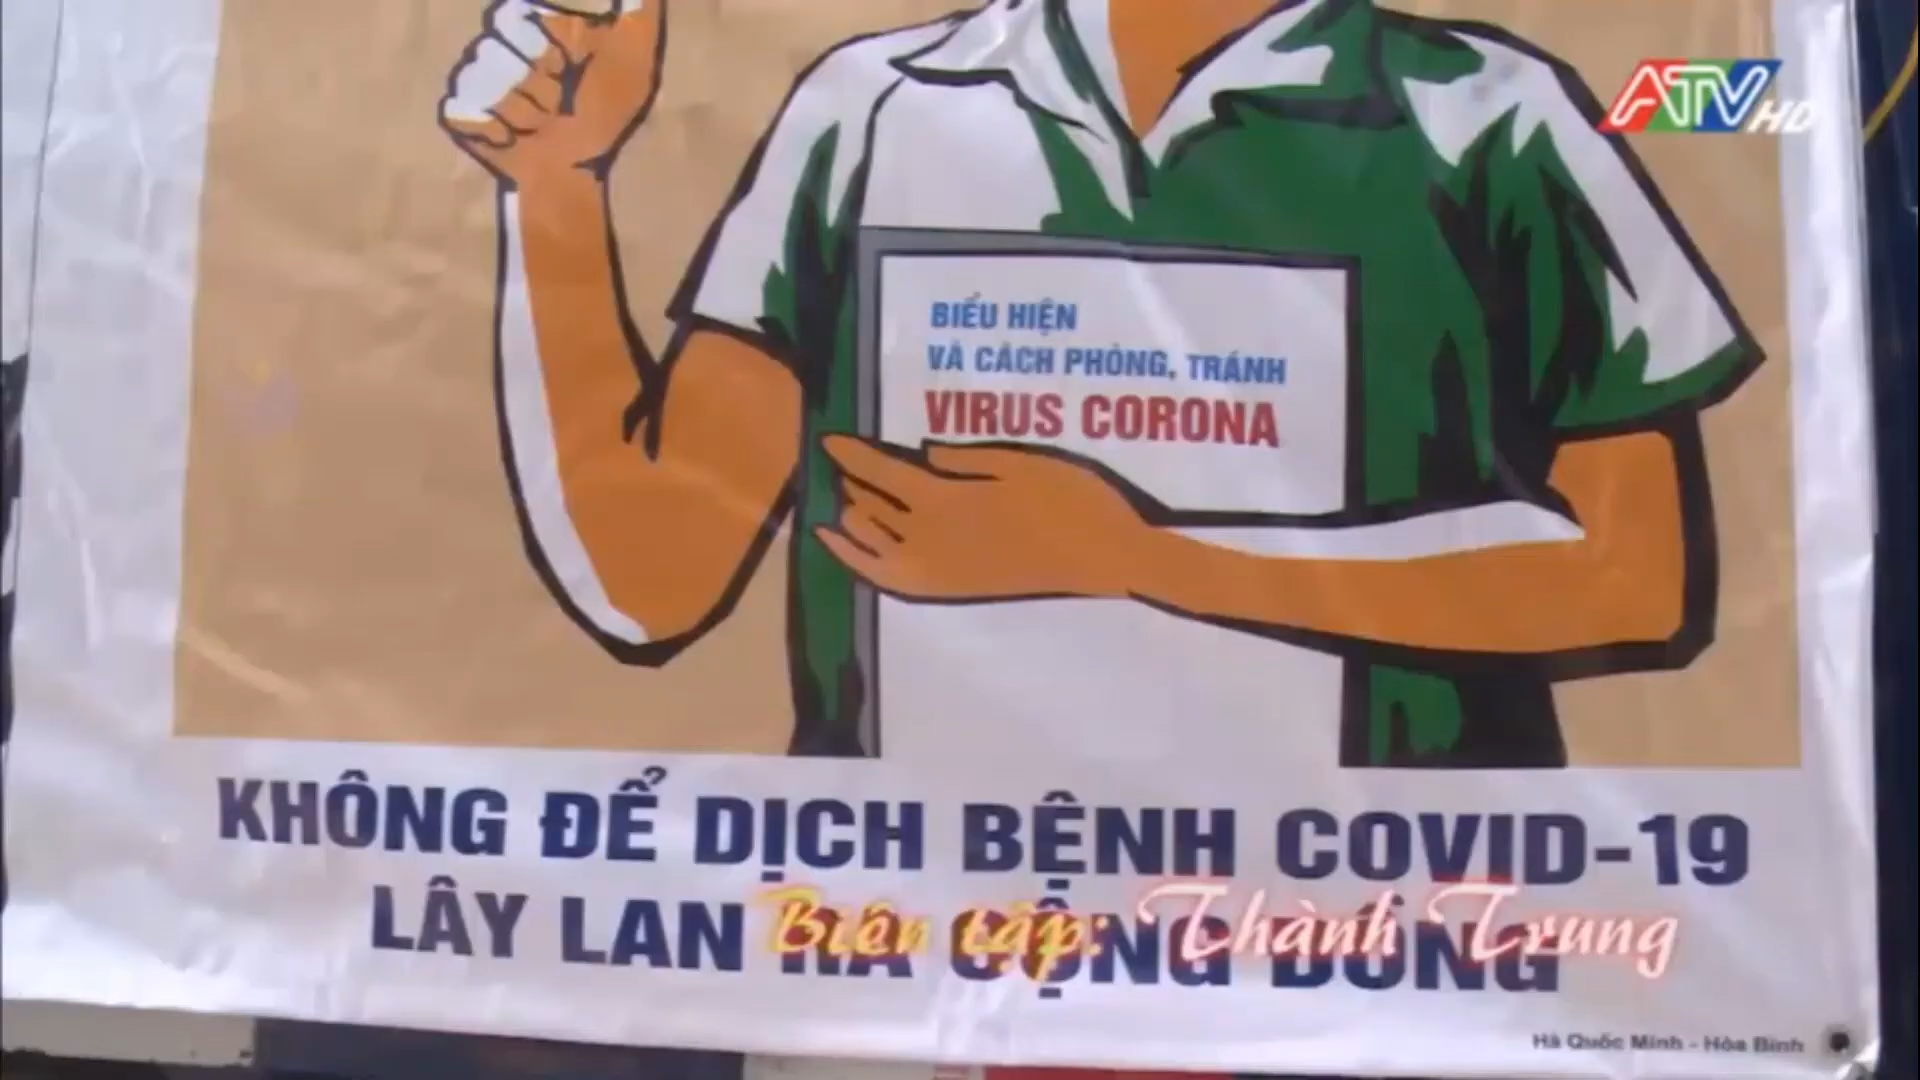 ATV HD
BIỂU HIỆN
VÀ CÁCH PHÒNG, TRÁNH
VIRUS CORONA
KHÔNG ĐỂ DỊCH BỆNH COVID-19
LÂY LAN RA CỘNG ĐỒNG
Biên tập: Thành Trung
Hà Quốc Minh - Hòa Bình